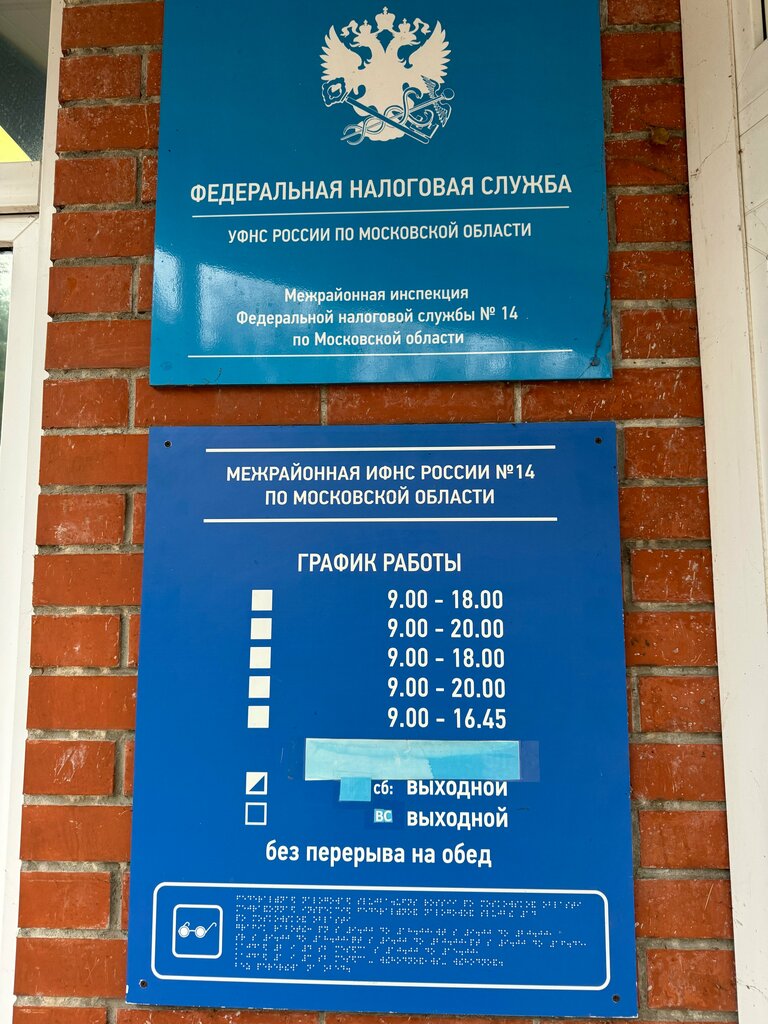 ФЕДЕРАЛЬНАЯ НАЛОГОВАЯ СЛУЖБА
УФНС РОССИИ ПО МОСКОВСКОЙ ОБЛАСТИ
Межрайонная инспекция
Федеральной налоговой службы № 14
по Московской области
МЕЖРАЙОННАЯ ИФНС РОССИИ №14
ПО МОСКОВСКОЙ ОБЛАСТИ
ГРАФИК РАБОТЫ
9.00 - 18.00
9.00 - 20.00
9.00 - 18.00
9.00 - 20.00
9.00 - 16.45
сб: выходной
ВС выходной
без перерыва на обед